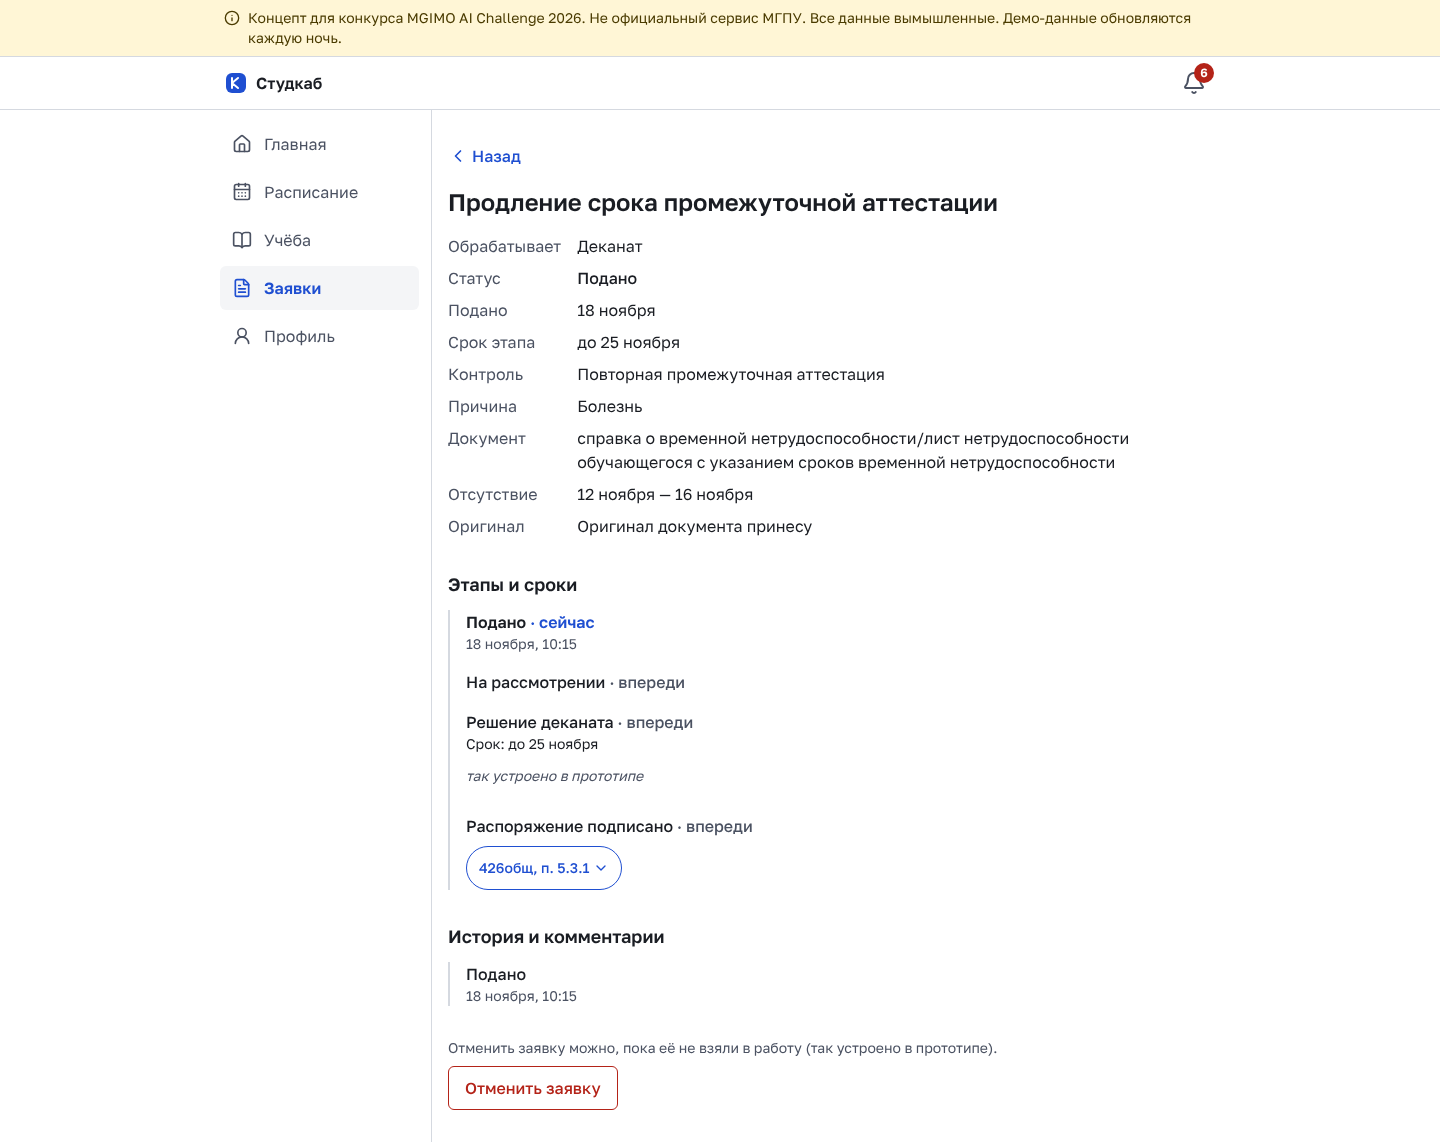 Концепт для конкурса MGIMO AI Challenge 2026. Не официальный сервис МГПУ. Все данные вымышленные. Демо-данные обновляются
каждую ночь.
Студкаб
6
Главная
Расписание
Учёба
Заявки
Профиль
Назад
Продление срока промежуточной аттестации
Обрабатывает Деканат
Статус Подано
Подано 18 ноября
Срок этапа до 25 ноября
Контроль Повторная промежуточная аттестация
Причина Болезнь
Документ справка о временной нетрудоспособности/лист нетрудоспособности
обучающегося с указанием сроков временной нетрудоспособности
Отсутствие 12 ноября — 16 ноября
Оригинал Оригинал документа принесу
Этапы и сроки
Подано · сейчас
18 ноября, 10:15
На рассмотрении · впереди
Решение деканата · впереди
Срок: до 25 ноября
так устроено в прототипе
Распоряжение подписано · впереди
426общ, п. 5.3.1
История и комментарии
Подано
18 ноября, 10:15
Отменить заявку можно, пока её не взяли в работу (так устроено в прототипе).
Отменить заявку